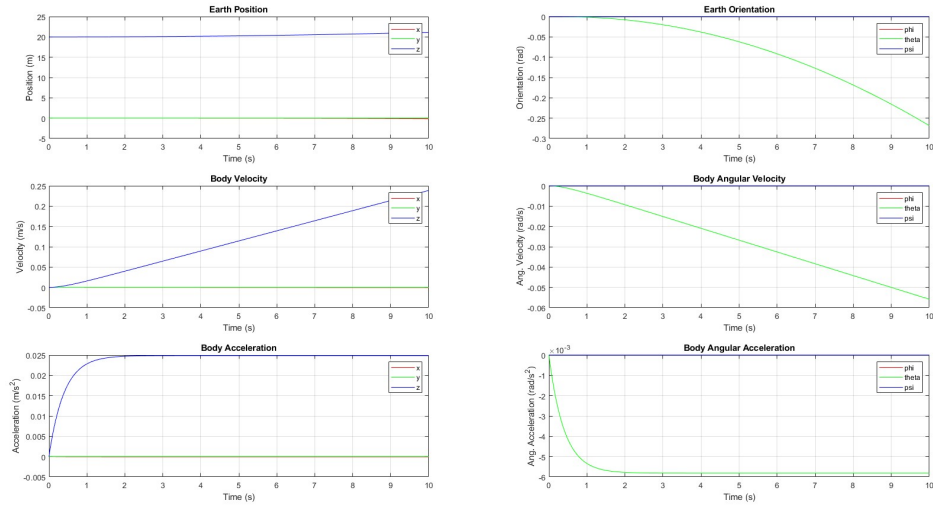 Earth Position
25
20
15
10
5
0
-5
Position (m)
0 1 2 3 4 5 6 7 8 9 10
Time (s)
x
y
z
Earth Orientation
0
-0.05
-0.1
-0.15
-0.2
-0.25
-0.3
Orientation (rad)
0 1 2 3 4 5 6 7 8 9 10
Time (s)
phi
theta
psi
Body Velocity
0.25
0.2
0.15
0.1
0.05
0
-0.05
Velocity (m/s)
0 1 2 3 4 5 6 7 8 9 10
Time (s)
x
y
z
Body Angular Velocity
0
-0.01
-0.02
-0.03
-0.04
-0.05
-0.06
Ang. Velocity (rad/s)
0 1 2 3 4 5 6 7 8 9 10
Time (s)
phi
theta
psi
Body Acceleration
0.025
0.02
0.015
0.01
0.005
0
-0.005
Acceleration (m/s²)
0 1 2 3 4 5 6 7 8 9 10
Time (s)
x
y
z
Body Angular Acceleration
×10⁻³
0
-1
-2
-3
-4
-5
-6
Ang. Acceleration (rad/s²)
0 1 2 3 4 5 6 7 8 9 10
Time (s)
phi
theta
psi